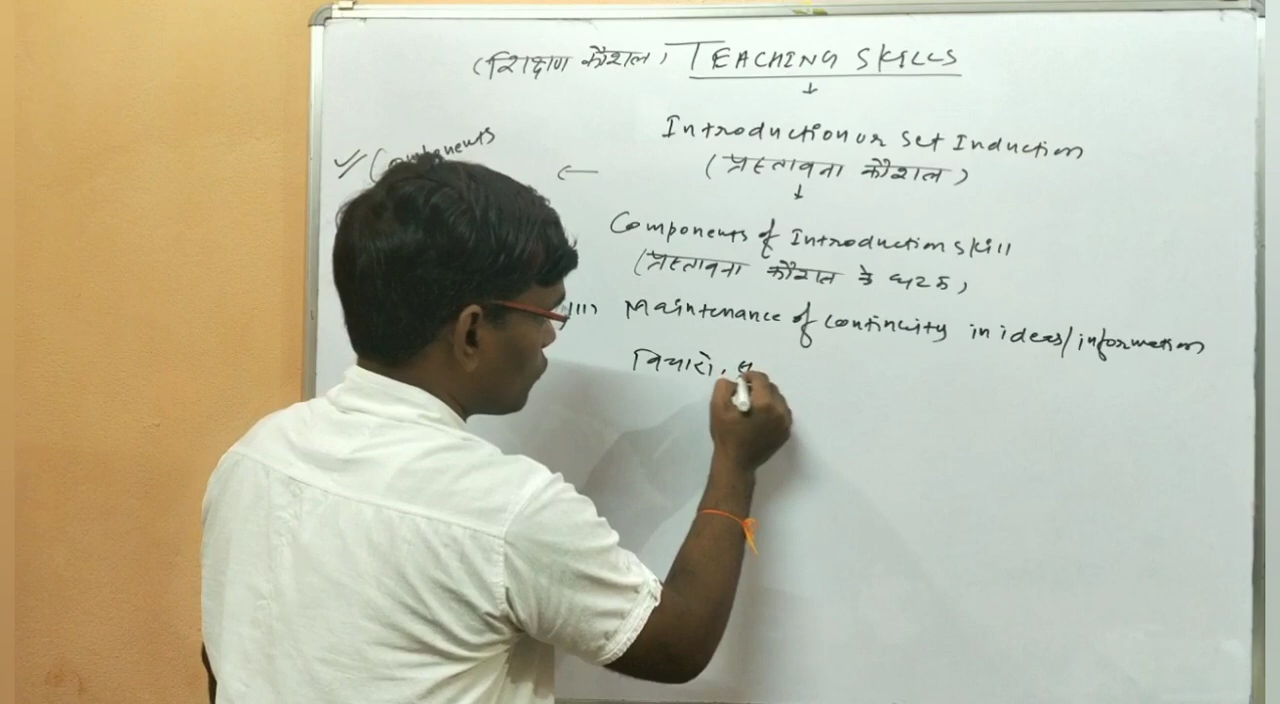 (शिक्षण कौशल) TEACHING SKILLS
↓
Introduction or Set Induction
(प्रस्तावना कौशल)
↓
Components ←
Components of Introduction skill
(प्रस्तावना कौशल के घटक)
Maintenance of continuity in ideas/information
विचारो,